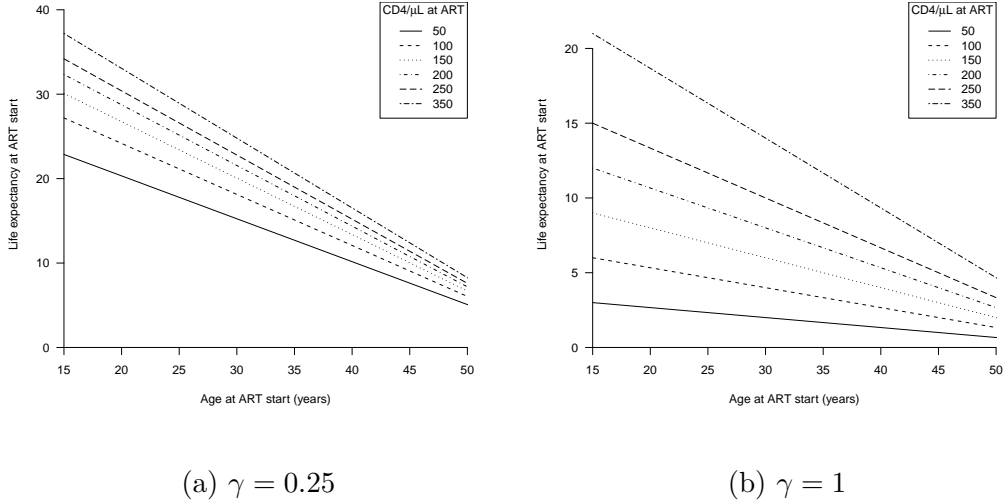 CD4/μL at ART
50
100
150
200
250
350
40
30
20
10
0
Life expectancy at ART start
15 20 25 30 35 40 45 50
Age at ART start (years)
(a) γ = 0.25
CD4/μL at ART
50
100
150
200
250
350
20
15
10
5
0
Life expectancy at ART start
15 20 25 30 35 40 45 50
Age at ART start (years)
(b) γ = 1